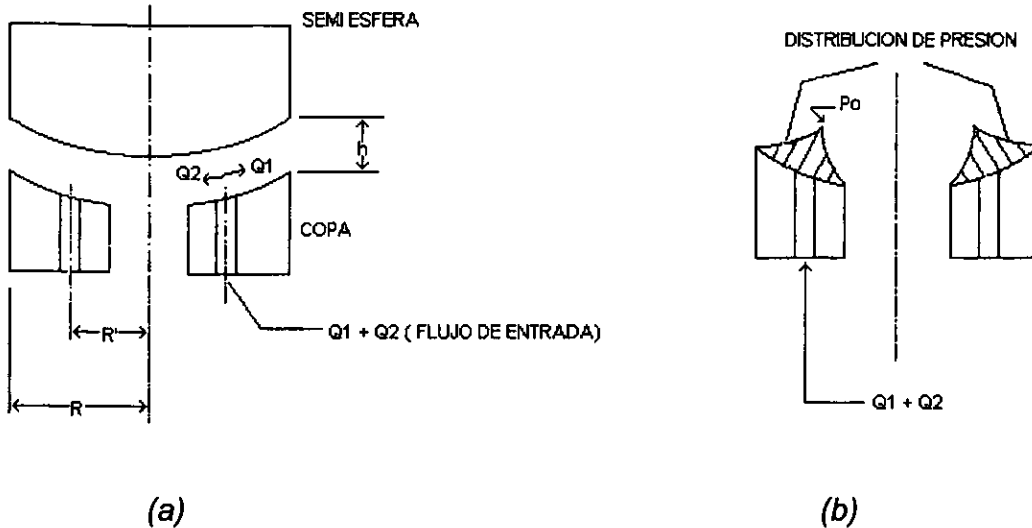 SEMI ESFERA
h
Q2
Q1
COPA
R'
Q1 + Q2 ( FLUJO DE ENTRADA)
R
(a)
DISTRIBUCION DE PRESION
Po
Q1 + Q2
(b)